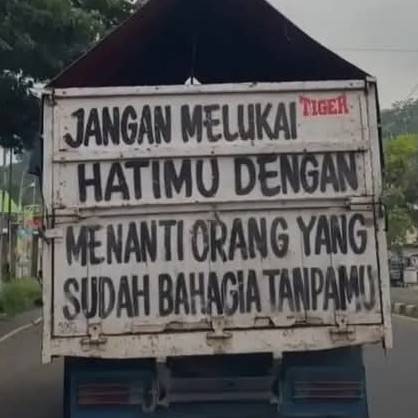 JANGAN MELUKAI TIGER
HATIMU DENGAN
MENANTI ORANG YANG
SUDAH BAHAGIA TANPAMU